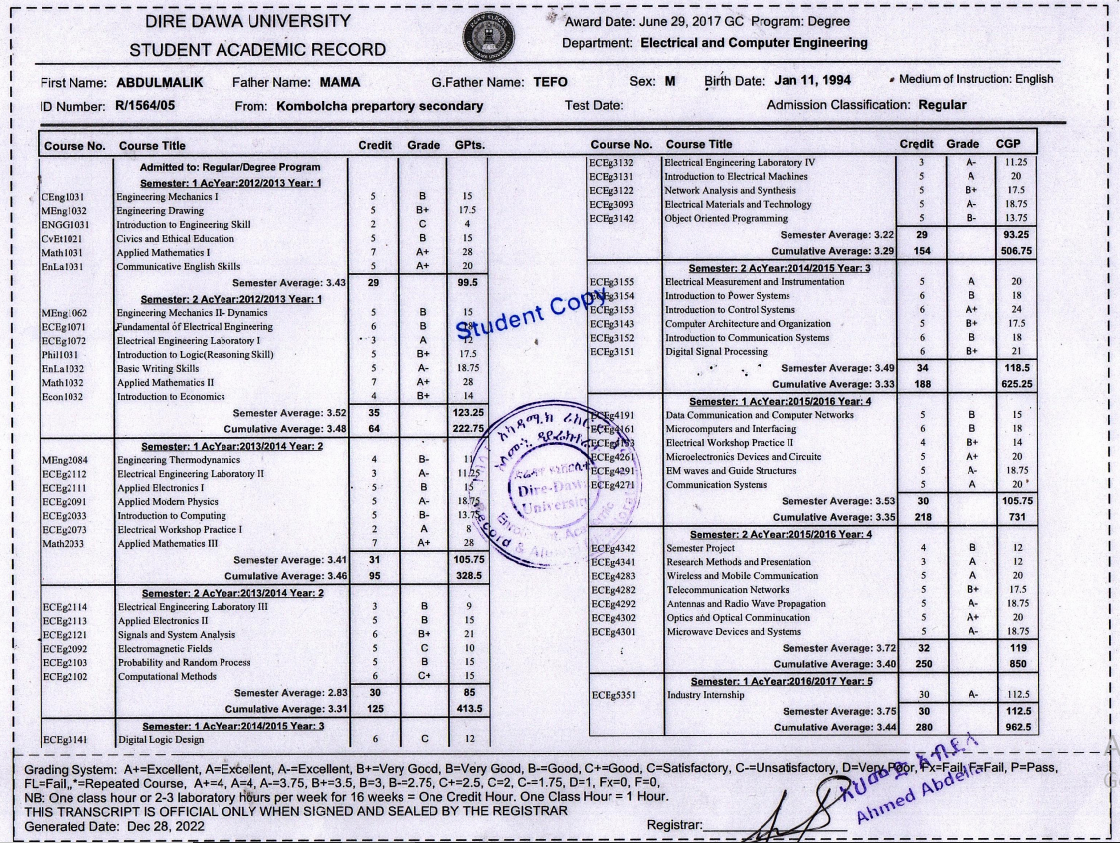 DIRE DAWA UNIVERSITY
STUDENT ACADEMIC RECORD
Award Date: June 29, 2017 GC Program: Degree
Department: Electrical and Computer Engineering
First Name: ABDULMALIK Father Name: MAMA G.Father Name: TEFO Sex: M Birth Date: Jan 11, 1994 Medium of Instruction: English
ID Number: R/1564/05 From: Kombolcha prepartory secondary Test Date: Admission Classification: Regular
Course No. Course Title Credit Grade GPts.
Admitted to: Regular/Degree Program
Semester: 1 AcYear:2012/2013 Year: 1
CEng1031 Engineering Mechanics I 5 B 15
MEng1032 Engineering Drawing 5 B+ 17.5
ENGG1031 Introduction to Engineering Skill 2 C 4
CvEt1021 Civics and Ethical Education 5 B 15
Math1031 Applied Mathematics I 7 A+ 28
EnLa1031 Communicative English Skills 5 A+ 20
Semester Average: 3.43 29 99.5
Semester: 2 AcYear:2012/2013 Year: 1
MEng1062 Engineering Mechanics II- Dynamics 5 B 15
ECEg1071 Fundamental of Electrical Engineering 6 B 18
ECEg1072 Electrical Engineering Laboratory I 3 A 12
Phil1031 Introduction to Logic(Reasoning Skill) 5 B+ 17.5
EnLa1032 Basic Writing Skills 5 A- 18.75
Math1032 Applied Mathematics II 7 A+ 28
Econ1032 Introduction to Economics 4 B+ 14
Semester Average: 3.52 35 123.25
Cumulative Average: 3.48 64 222.75
Semester: 1 AcYear:2013/2014 Year: 2
MEng2084 Engineering Thermodynamics 4 B- 11
ECEg2112 Electrical Engineering Laboratory II 3 A- 11.25
ECEg2111 Applied Electronics I 5 B 15
ECEg2091 Applied Modern Physics 5 A- 18.75
ECEg2033 Introduction to Computing 5 B- 13.75
ECEg2073 Electrical Workshop Practice I 2 A 8
Math2033 Applied Mathematics III 7 A+ 28
Semester Average: 3.41 31 105.75
Cumulative Average: 3.46 95 328.5
Semester: 2 AcYear:2013/2014 Year: 2
ECEg2114 Electrical Engineering Laboratory III 3 B 9
ECEg2113 Applied Electronics II 5 B 15
ECEg2121 Signals and System Analysis 6 B+ 21
ECEg2092 Electromagnetic Fields 5 C 10
ECEg2103 Probability and Random Process 5 B 15
ECEg2102 Computational Methods 6 C+ 15
Semester Average: 2.83 30 85
Cumulative Average: 3.31 125 413.5
Semester: 1 AcYear:2014/2015 Year: 3
ECEg3141 Digital Logic Design 6 C 12
Course No. Course Title Credit Grade CGP
ECEg3132 Electrical Engineering Laboratory IV 3 A- 11.25
ECEg3131 Introduction to Electrical Machines 5 A 20
ECEg3122 Network Analysis and Synthesis 5 B+ 17.5
ECEg3093 Electrical Materials and Technology 5 A- 18.75
ECEg3142 Object Oriented Programming 5 B- 13.75
Semester Average: 3.22 29 93.25
Cumulative Average: 3.29 154 506.75
Semester: 2 AcYear:2014/2015 Year: 3
ECEg3155 Electrical Measurement and Instrumentation 5 A 20
ECEg3154 Introduction to Power Systems 6 B 18
ECEg3153 Introduction to Control Systems 6 A+ 24
ECEg3143 Computer Architecture and Organization 5 B+ 17.5
ECEg3152 Introduction to Communication Systems 6 B 18
ECEg3151 Digital Signal Processing 6 B+ 21
Semester Average: 3.49 34 118.5
Cumulative Average: 3.33 188 625.25
Semester: 1 AcYear:2015/2016 Year: 4
ECEg4191 Data Communication and Computer Networks 5 B 15
ECEg4161 Microcomputers and Interfacing 6 B 18
Electrical Workshop Practice II 4 B+ 14
ECEg4261 Microelectronics Devices and Circuite 5 A+ 20
ECEg4291 EM waves and Guide Structures 5 A- 18.75
ECEg4271 Communication Systems 5 A 20
Semester Average: 3.53 30 105.75
Cumulative Average: 3.35 218 731
Semester: 2 AcYear:2015/2016 Year: 4
ECEg4342 Semester Project 4 B 12
ECEg4341 Research Methods and Presentation 3 A 12
ECEg4283 Wireless and Mobile Communication 5 A 20
ECEg4282 Telecommunication Networks 5 B+ 17.5
ECEg4292 Antennas and Radio Wave Propagation 5 A- 18.75
ECEg4302 Optics and Optical Comminucation 5 A+ 20
ECEg4301 Microwave Devices and Systems 5 A- 18.75
Semester Average: 3.72 32 119
Cumulative Average: 3.40 250 850
Semester: 1 AcYear:2016/2017 Year: 5
ECEg5351 Industry Internship 30 A- 112.5
Semester Average: 3.75 30 112.5
Cumulative Average: 3.44 280 962.5
Student Copy
Dire-Dawa
University
Grading System: A+=Excellent, A=Excellent, A-=Excellent, B+=Very Good, B=Very Good, B-=Good, C+=Good, C=Satisfactory, C-=Unsatisfactory, D=Very Poor, Fx=Fail, F=Fail, P=Pass,
FL=Fail,,*=Repeated Course, A+=4, A=4, A-=3.75, B+=3.5, B=3, B-=2.75, C+=2.5, C=2, C-=1.75, D=1, Fx=0, F=0,
NB: One class hour or 2-3 laboratory hours per week for 16 weeks = One Credit Hour. One Class Hour = 1 Hour.
THIS TRANSCRIPT IS OFFICIAL ONLY WHEN SIGNED AND SEALED BY THE REGISTRAR
Generated Date: Dec 28, 2022
Registrar:
አህመድ አብደላ
Ahmed Abdella